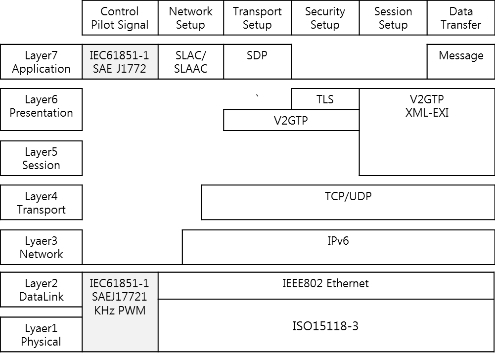 Control Pilot Signal
Network Setup
Transport Setup
Security Setup
Session Setup
Data Transfer
Layer7
Application
IEC61851-1
SAE J1772
SLAC/
SLAAC
SDP
Message
Layer6
Presentation
`
TLS
V2GTP
V2GTP
XML-EXI
Layer5
Session
Layer4
Transport
TCP/UDP
Lyaer3
Network
IPv6
Layer2
DataLink
IEC61851-1
SAEJ17721
KHz PWM
IEEE802 Ethernet
Lyaer1
Physical
ISO15118-3